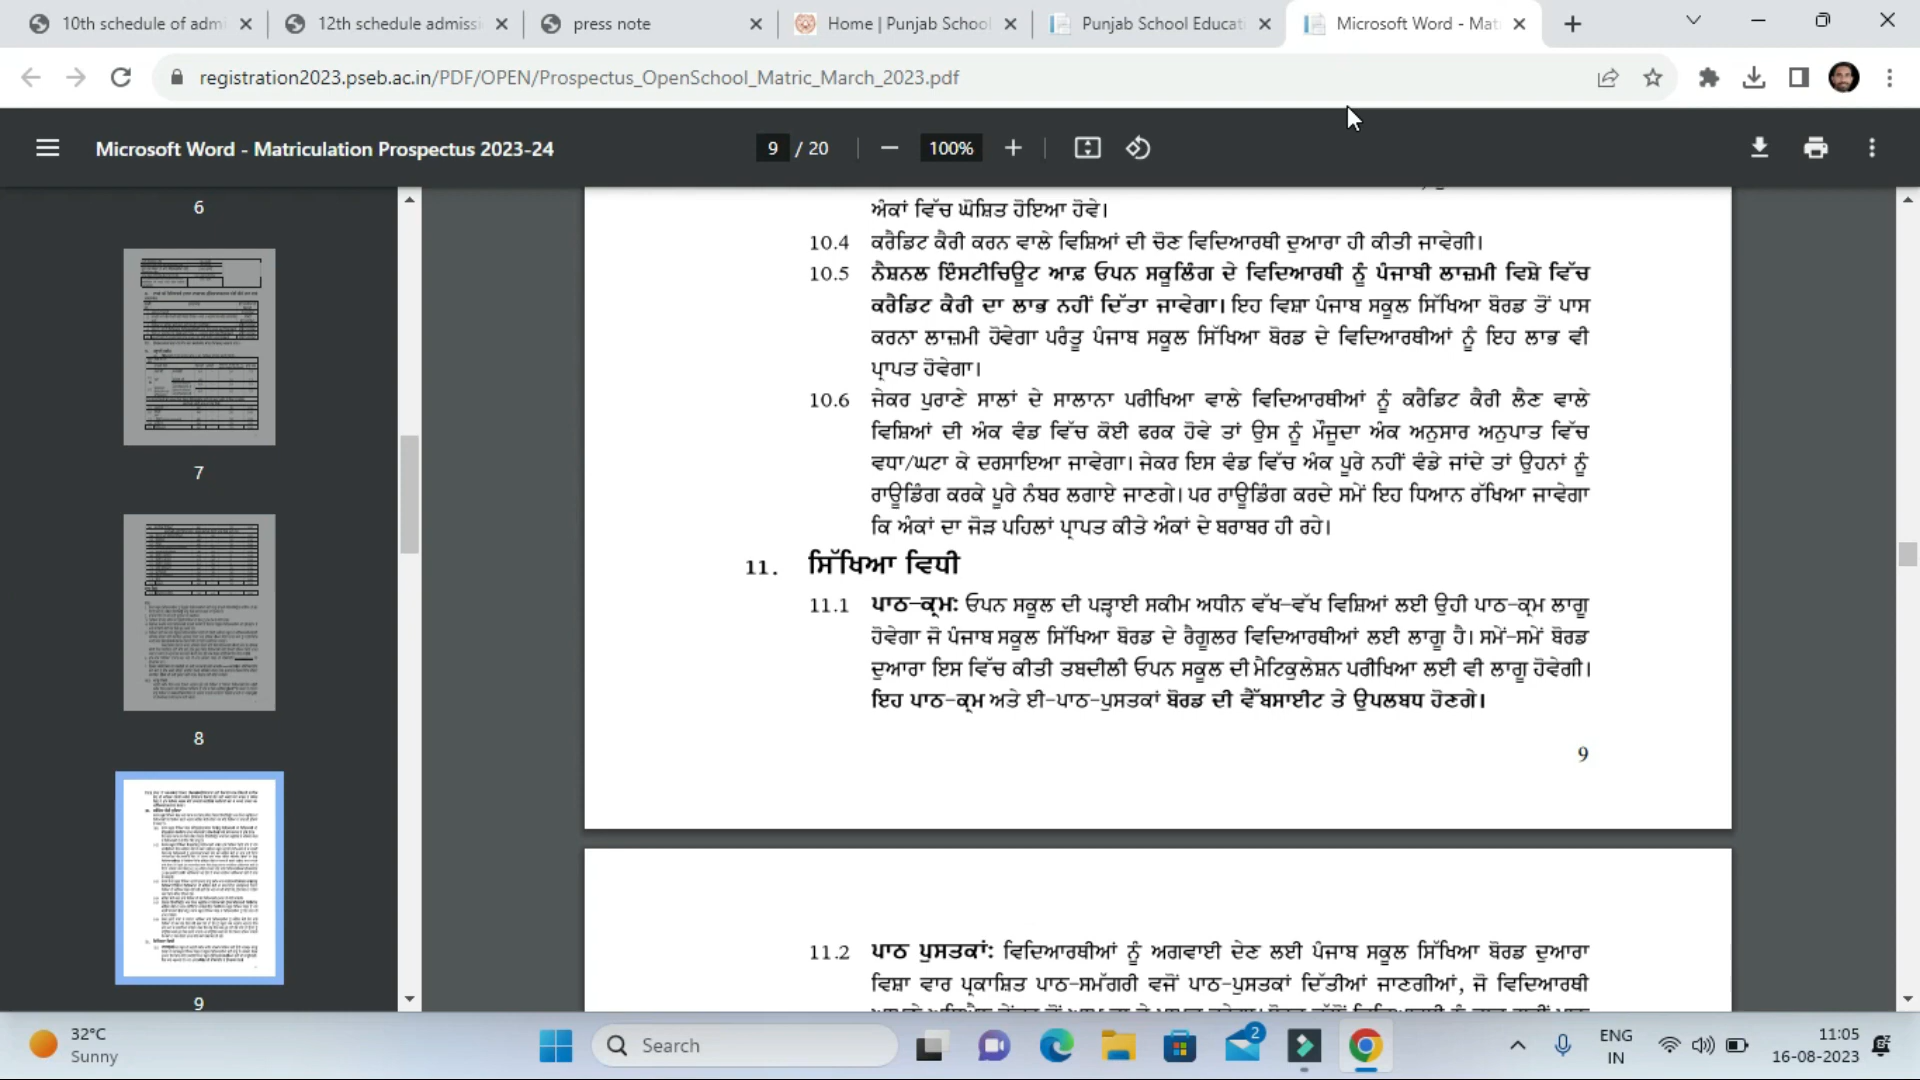 10th schedule of adm
12th schedule admissi
press note
Home | Punjab School
Punjab School Educati
Microsoft Word - Mat
registration2023.pseb.ac.in/PDF/OPEN/Prospectus_OpenSchool_Matric_March_2023.pdf
Microsoft Word - Matriculation Prospectus 2023-24
9 / 20
100%
6
7
8
9
ਅੰਕਾਂ ਵਿੱਚ ਘੋਸ਼ਿਤ ਹੋਇਆ ਹੋਵੇ।
10.4 ਕਰੈਡਿਟ ਕੈਰੀ ਕਰਨ ਵਾਲੇ ਵਿਸ਼ਿਆਂ ਦੀ ਚੋਣ ਵਿਦਿਆਰਥੀ ਦੁਆਰਾ ਹੀ ਕੀਤੀ ਜਾਵੇਗੀ।
10.5 ਨੈਸ਼ਨਲ ਇੰਸਟੀਚਿਊਟ ਆਫ਼ ਓਪਨ ਸਕੂਲਿੰਗ ਦੇ ਵਿਦਿਆਰਥੀ ਨੂੰ ਪੰਜਾਬੀ ਲਾਜ਼ਮੀ ਵਿਸ਼ੇ ਵਿੱਚ
ਕਰੈਡਿਟ ਕੈਰੀ ਦਾ ਲਾਭ ਨਹੀਂ ਦਿੱਤਾ ਜਾਵੇਗਾ। ਇਹ ਵਿਸ਼ਾ ਪੰਜਾਬ ਸਕੂਲ ਸਿੱਖਿਆ ਬੋਰਡ ਤੋਂ ਪਾਸ
ਕਰਨਾ ਲਾਜ਼ਮੀ ਹੋਵੇਗਾ ਪਰੰਤੂ ਪੰਜਾਬ ਸਕੂਲ ਸਿੱਖਿਆ ਬੋਰਡ ਦੇ ਵਿਦਿਆਰਥੀਆਂ ਨੂੰ ਇਹ ਲਾਭ ਵੀ
ਪ੍ਰਾਪਤ ਹੋਵੇਗਾ।
10.6 ਜੇਕਰ ਪੁਰਾਣੇ ਸਾਲਾਂ ਦੇ ਸਾਲਾਨਾ ਪਰੀਖਿਆ ਵਾਲੇ ਵਿਦਿਆਰਥੀਆਂ ਨੂੰ ਕਰੈਡਿਟ ਕੈਰੀ ਲੈਣ ਵਾਲੇ
ਵਿਸ਼ਿਆਂ ਦੀ ਅੰਕ ਵੰਡ ਵਿੱਚ ਕੋਈ ਫਰਕ ਹੋਵੇ ਤਾਂ ਉਸ ਨੂੰ ਮੌਜੂਦਾ ਅੰਕ ਅਨੁਸਾਰ ਅਨੁਪਾਤ ਵਿੱਚ
ਵਧਾ/ਘਟਾ ਕੇ ਦਰਸਾਇਆ ਜਾਵੇਗਾ। ਜੇਕਰ ਇਸ ਵੰਡ ਵਿੱਚ ਅੰਕ ਪੂਰੇ ਨਹੀਂ ਵੰਡੇ ਜਾਂਦੇ ਤਾਂ ਉਹਨਾਂ ਨੂੰ
ਰਾਊਡਿੰਗ ਕਰਕੇ ਪੂਰੇ ਨੰਬਰ ਲਗਾਏ ਜਾਣਗੇ। ਪਰ ਰਾਊਡਿੰਗ ਕਰਦੇ ਸਮੇਂ ਇਹ ਧਿਆਨ ਰੱਖਿਆ ਜਾਵੇਗਾ
ਕਿ ਅੰਕਾਂ ਦਾ ਜੋੜ ਪਹਿਲਾਂ ਪ੍ਰਾਪਤ ਕੀਤੇ ਅੰਕਾਂ ਦੇ ਬਰਾਬਰ ਹੀ ਰਹੇ।
11. ਸਿੱਖਿਆ ਵਿਧੀ
11.1 ਪਾਠ-ਕ੍ਰਮ: ਓਪਨ ਸਕੂਲ ਦੀ ਪੜ੍ਹਾਈ ਸਕੀਮ ਅਧੀਨ ਵੱਖ-ਵੱਖ ਵਿਸ਼ਿਆਂ ਲਈ ਉਹੀ ਪਾਠ-ਕ੍ਰਮ ਲਾਗੂ
ਹੋਵੇਗਾ ਜੋ ਪੰਜਾਬ ਸਕੂਲ ਸਿੱਖਿਆ ਬੋਰਡ ਦੇ ਰੈਗੂਲਰ ਵਿਦਿਆਰਥੀਆਂ ਲਈ ਲਾਗੂ ਹੈ। ਸਮੇਂ-ਸਮੇਂ ਬੋਰਡ
ਦੁਆਰਾ ਇਸ ਵਿੱਚ ਕੀਤੀ ਤਬਦੀਲੀ ਓਪਨ ਸਕੂਲ ਦੀ ਮੈਟਿਕੁਲੇਸ਼ਨ ਪਰੀਖਿਆ ਲਈ ਵੀ ਲਾਗੂ ਹੋਵੇਗੀ।
ਇਹ ਪਾਠ-ਕ੍ਰਮ ਅਤੇ ਈ-ਪਾਠ-ਪੁਸਤਕਾਂ ਬੋਰਡ ਦੀ ਵੈੱਬਸਾਈਟ ਤੇ ਉਪਲਬਧ ਹੋਣਗੇ।
9
11.2 ਪਾਠ ਪੁਸਤਕਾਂ: ਵਿਦਿਆਰਥੀਆਂ ਨੂੰ ਅਗਵਾਈ ਦੇਣ ਲਈ ਪੰਜਾਬ ਸਕੂਲ ਸਿੱਖਿਆ ਬੋਰਡ ਦੁਆਰਾ
ਵਿਸ਼ਾ ਵਾਰ ਪ੍ਰਕਾਸ਼ਿਤ ਪਾਠ-ਸਮੱਗਰੀ ਵਜੋਂ ਪਾਠ-ਪੁਸਤਕਾਂ ਦਿੱਤੀਆਂ ਜਾਣਗੀਆਂ, ਜੋ ਵਿਦਿਆਰਥੀ
32°C
Sunny
Search
2
ENG
IN
11:05
16-08-2023